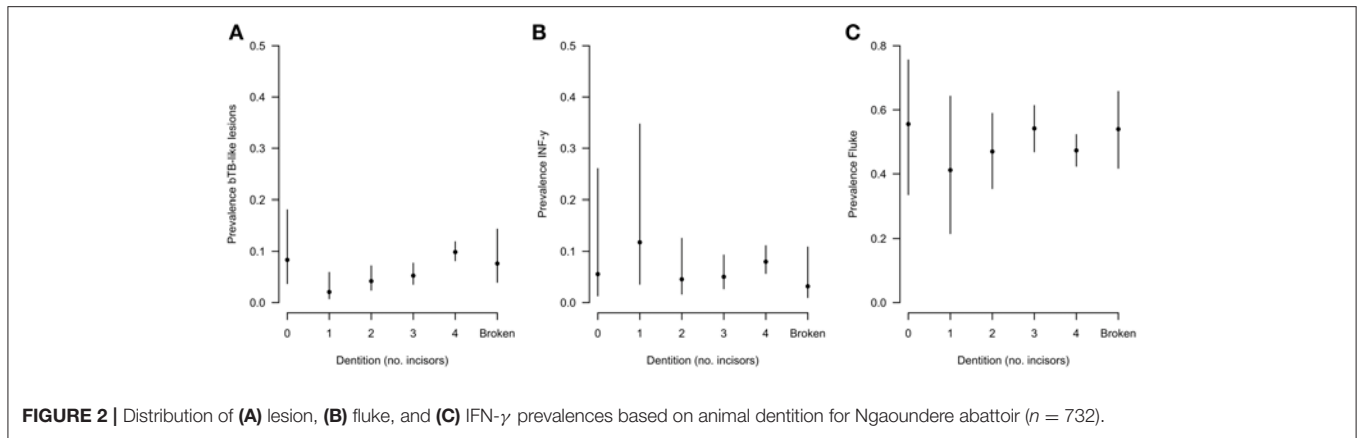 A
Prevalence bTB-like lesions
0.5
0.4
0.3
0.2
0.1
0.0
0 1 2 3 4 Broken
Dentition (no. incisors)
B
Prevalence INF-y
0.5
0.4
0.3
0.2
0.1
0.0
0 1 2 3 4 Broken
Dentition (no. incisors)
C
Prevalence Fluke
0.8
0.6
0.4
0.2
0.0
0 1 2 3 4 Broken
Dentition (no. incisors)
FIGURE 2 | Distribution of (A) lesion, (B) fluke, and (C) IFN-γ prevalences based on animal dentition for Ngaoundere abattoir (n = 732).